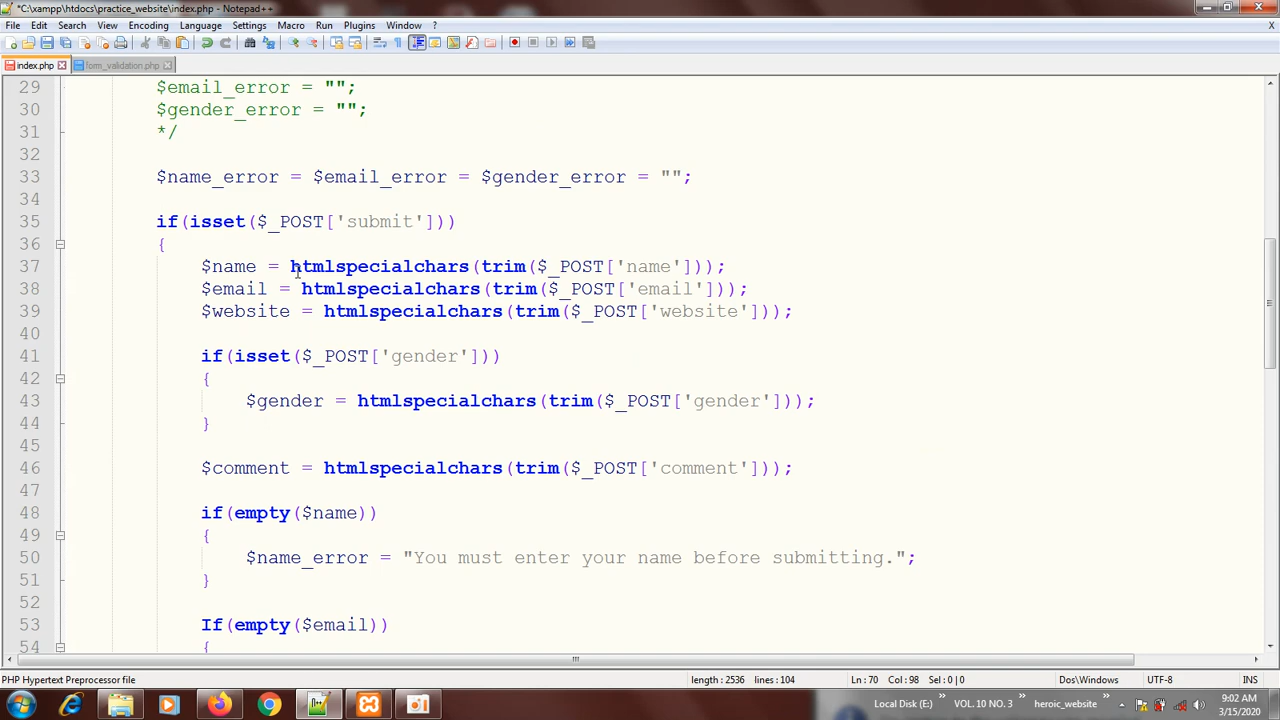 *C:\xampp\htdocs\practice_website\index.php - Notepad++
File Edit Search View Encoding Language Settings Macro Run Plugins Window ?
index.php form_validation.php
29 $email_error = "";
30 $gender_error = "";
31 */
32
33 $name_error = $email_error = $gender_error = "";
34
35 if(isset($_POST['submit']))
36 {
37 $name = htmlspecialchars(trim($_POST['name']));
38 $email = htmlspecialchars(trim($_POST['email']));
39 $website = htmlspecialchars(trim($_POST['website']));
40
41 if(isset($_POST['gender']))
42 {
43 $gender = htmlspecialchars(trim($_POST['gender']));
44 }
45
46 $comment = htmlspecialchars(trim($_POST['comment']));
47
48 if(empty($name))
49 {
50 $name_error = "You must enter your name before submitting.";
51 }
52
53 If(empty($email))
54 {
PHP Hypertext Preprocessor file length : 2536 lines : 104 Ln : 70 Col : 98 Sel : 0 | 0 Dos\Windows UTF-8 INS
Local Disk (E:) » VOL. 10 NO. 3 » heroic_website » 9:02 AM
3/15/2020